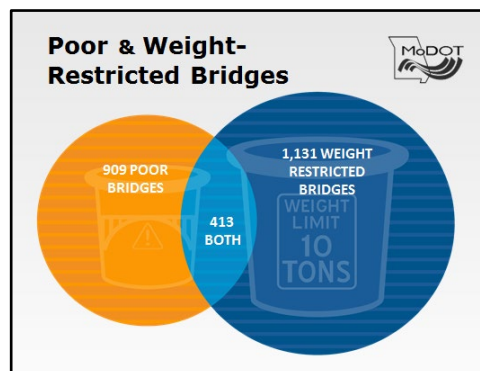 Poor & Weight-
Restricted Bridges
MoDOT
909 POOR
BRIDGES
413
BOTH
1,131 WEIGHT
RESTRICTED
BRIDGES
WEIGHT
LIMIT
10
TONS